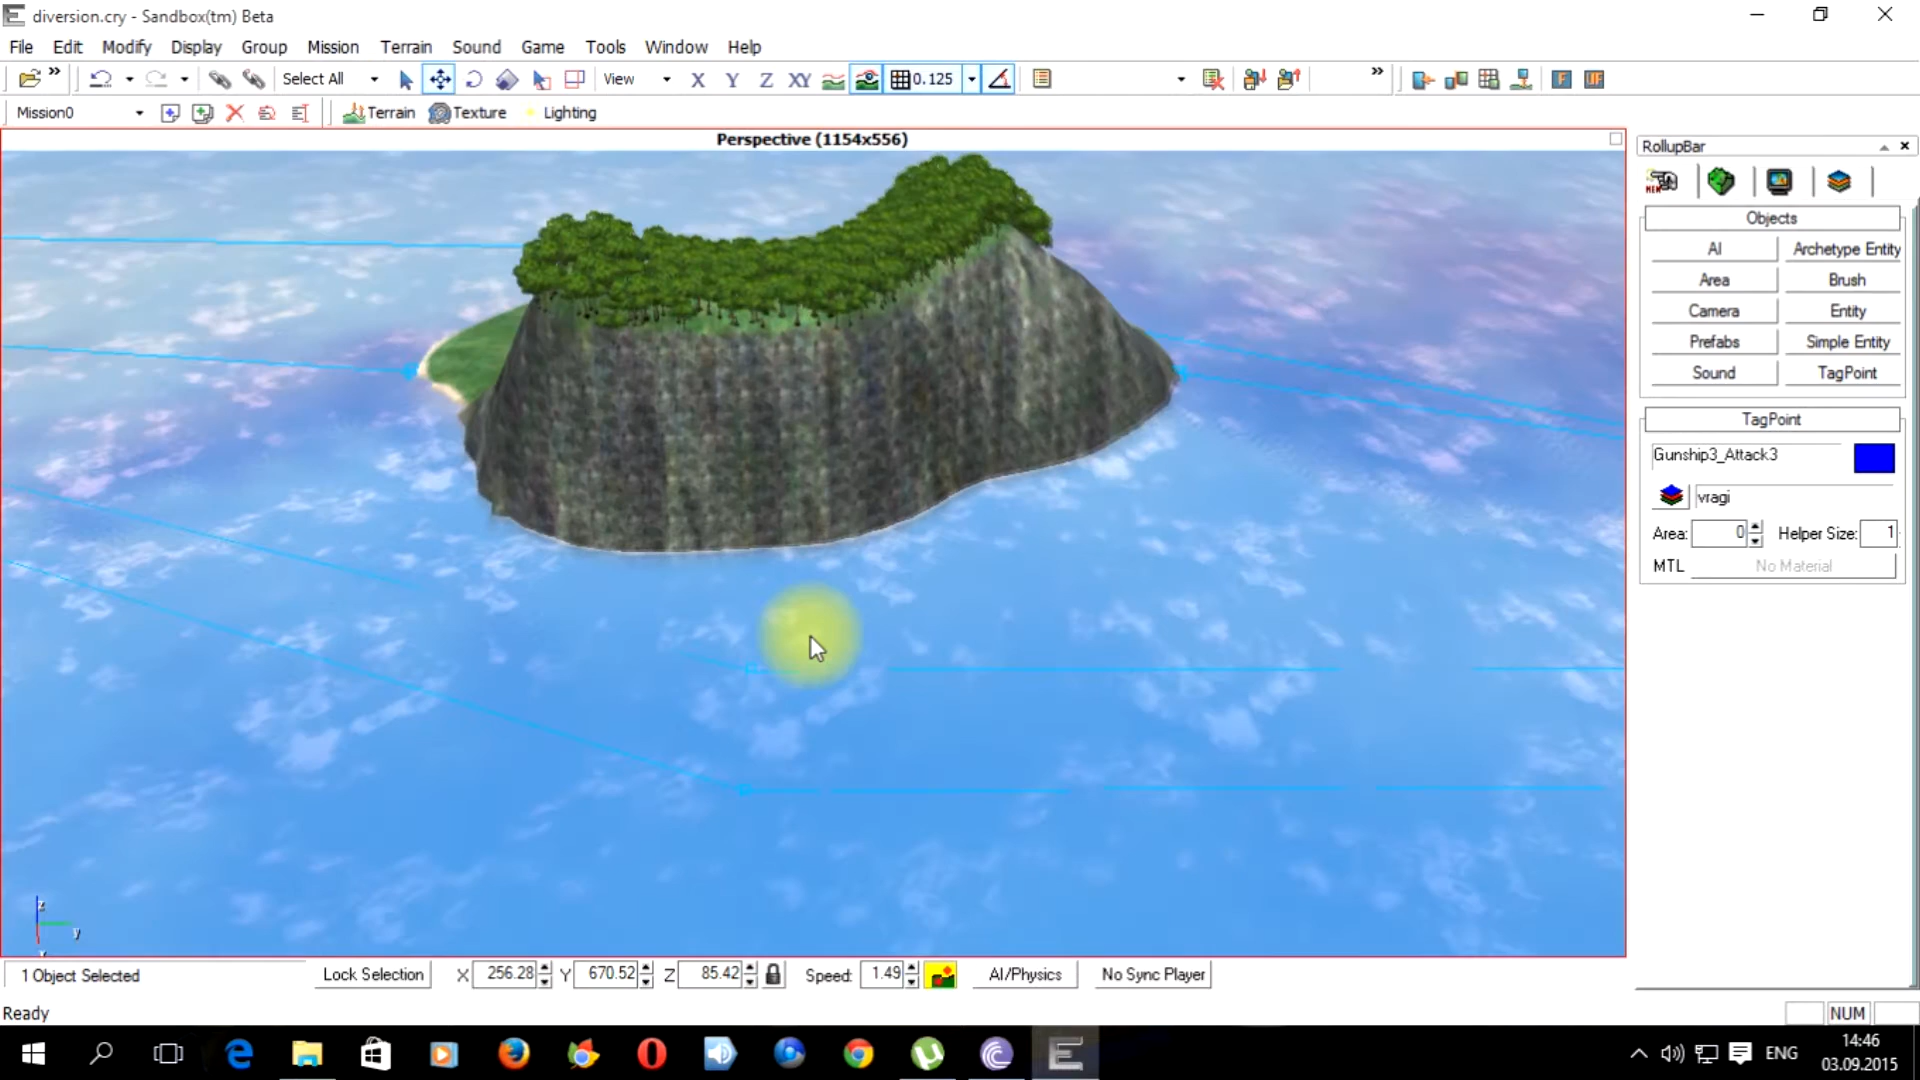 diversion.cry - Sandbox(tm) Beta
File Edit Modify Display Group Mission Terrain Sound Game Tools Window Help
» Select All View X Y Z XY 0.125 »
Mission0 Terrain Texture Lighting
Perspective (1154x556)
RollupBar
NEW
Objects
AI Archetype Entity
Area Brush
Camera Entity
Prefabs Simple Entity
Sound TagPoint
TagPoint
Gunship3_Attack3
vragi
Area: 0 Helper Size: 1
MTL No Material
z
y
1 Object Selected Lock Selection X 256.28 Y 670.52 Z 85.42 Speed: 1.49 AI/Physics No Sync Player
Ready NUM
ENG 14:46
03.09.2015